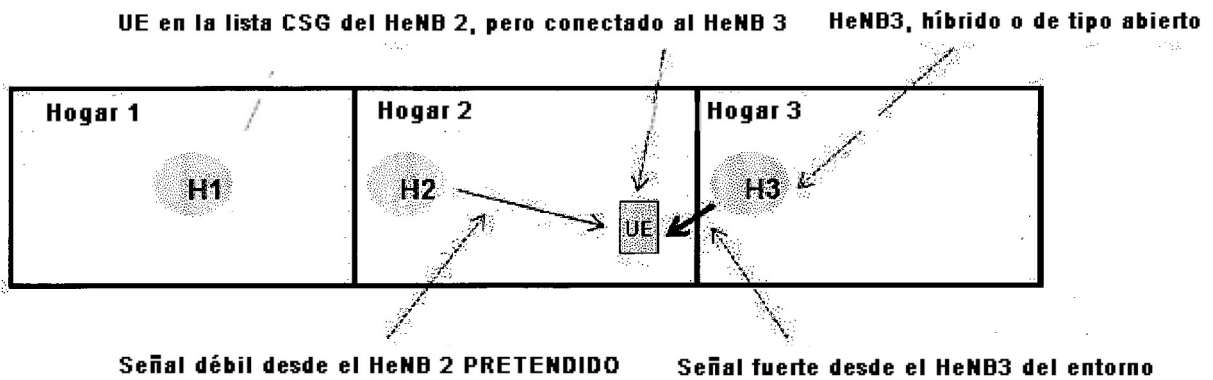 UE en la lista CSG del HeNB 2, pero conectado al HeNB 3
HeNB3, híbrido o de tipo abierto
Hogar 1
Hogar 2
Hogar 3
H1
H2
UE
H3
Señal débil desde el HeNB 2 PRETENDIDO
Señal fuerte desde el HeNB3 del entorno